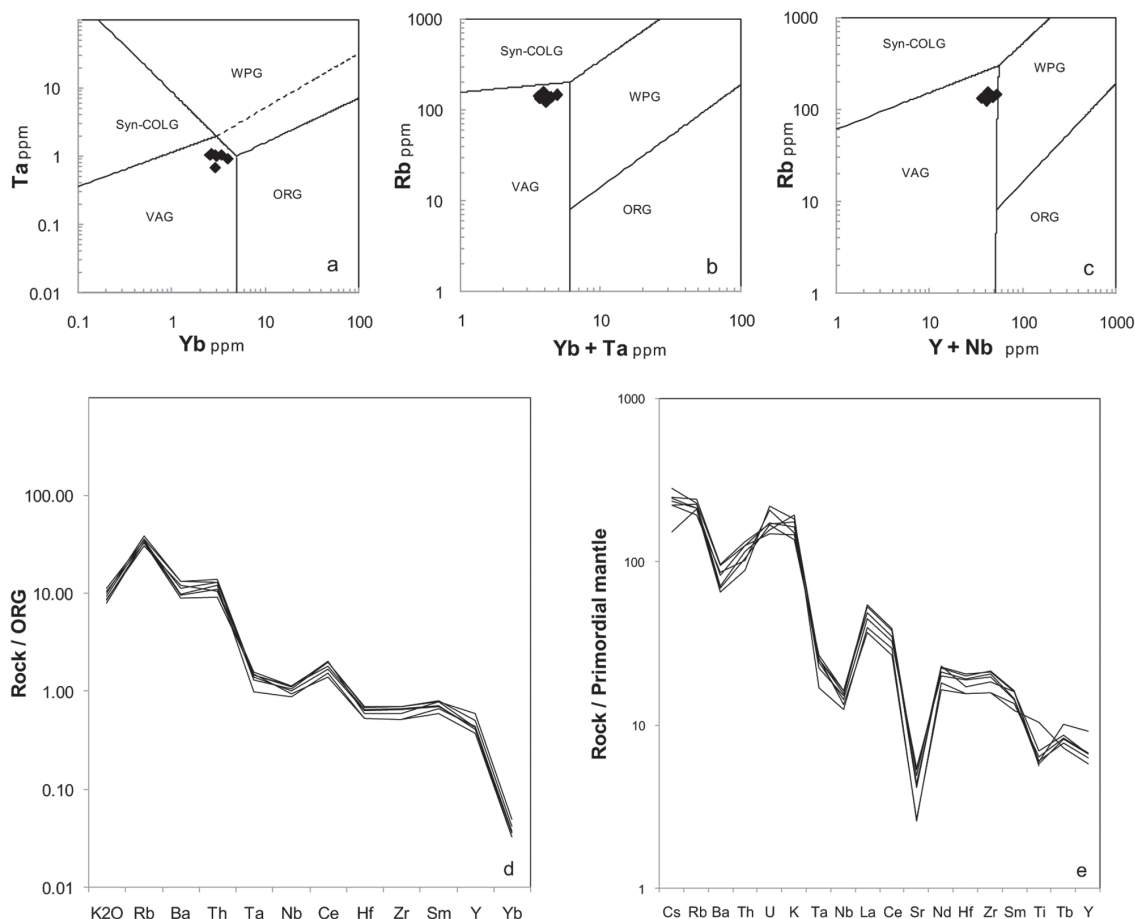 Ta ppm
10
1
0.1
0.01
0.1
1
10
100
Yb ppm
WPG
Syn-COLG
VAG
ORG
a
Rb ppm
1000
100
10
1
1
10
100
Yb + Ta ppm
Syn-COLG
WPG
VAG
ORG
b
Rb ppm
1000
100
10
1
1
10
100
1000
Y + Nb ppm
Syn-COLG
WPG
VAG
ORG
c
Rock / ORG
100.00
10.00
1.00
0.10
0.01
K2O Rb Ba Th Ta Nb Ce Hf Zr Sm Y Yb
d
Rock / Primordial mantle
1000
100
10
1
Cs Rb Ba Th U K Ta Nb La Ce Sr Nd Hf Zr Sm Ti Tb Y
e